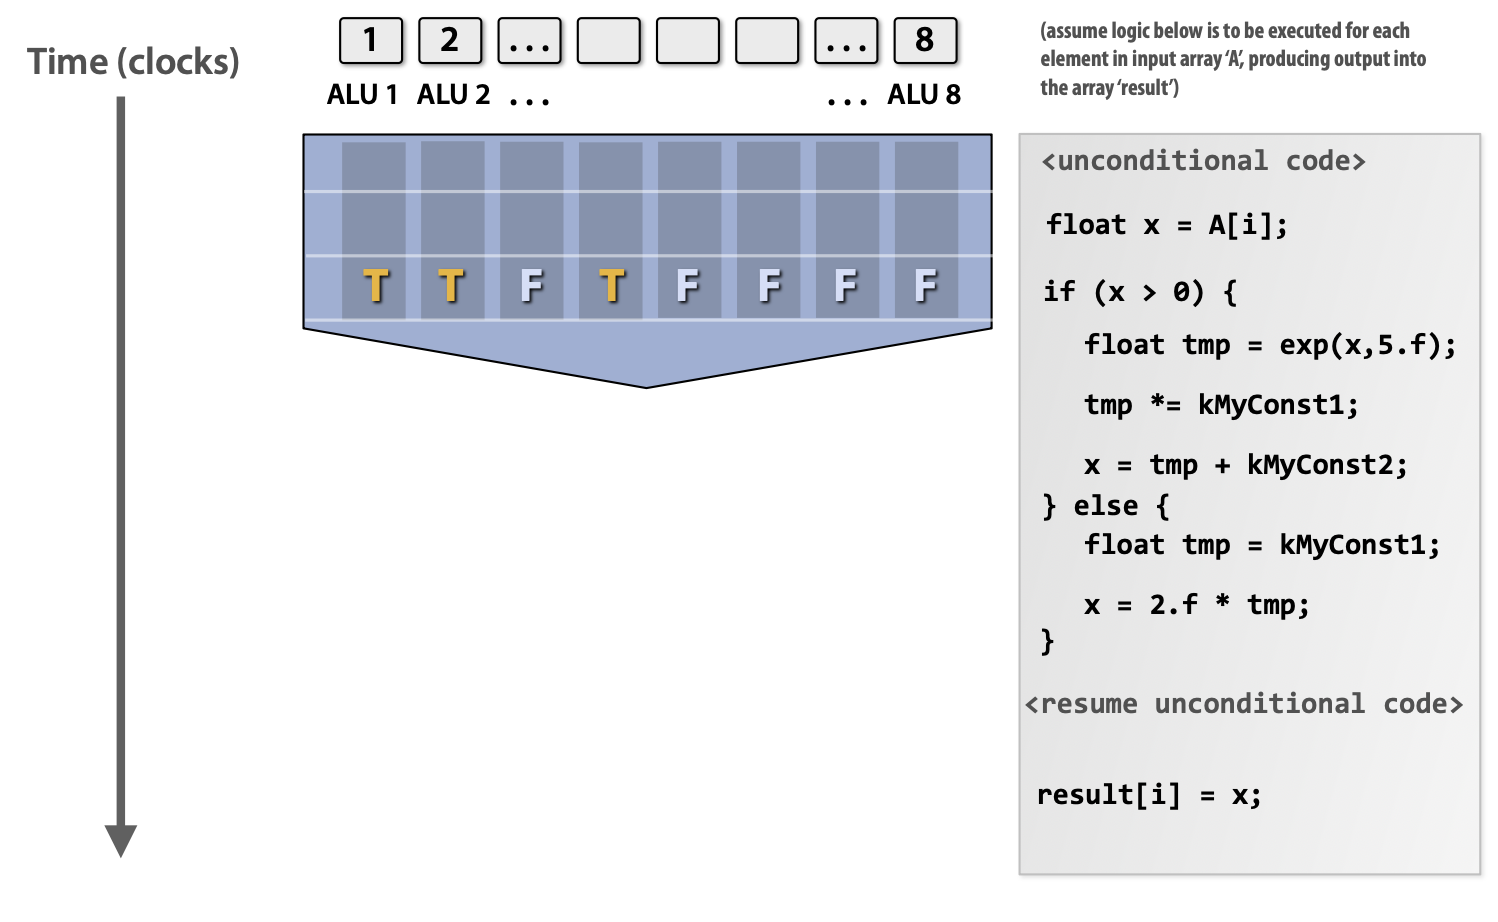 Time (clocks)
1 2 ... ... 8
ALU 1 ALU 2 ... ... ALU 8
T T F T F F F F
(assume logic below is to be executed for each
element in input array ‘A’, producing output into
the array ‘result’)
<unconditional code>
float x = A[i];
if (x > 0) {
float tmp = exp(x,5.f);
tmp *= kMyConst1;
x = tmp + kMyConst2;
} else {
float tmp = kMyConst1;
x = 2.f * tmp;
}
<resume unconditional code>
result[i] = x;